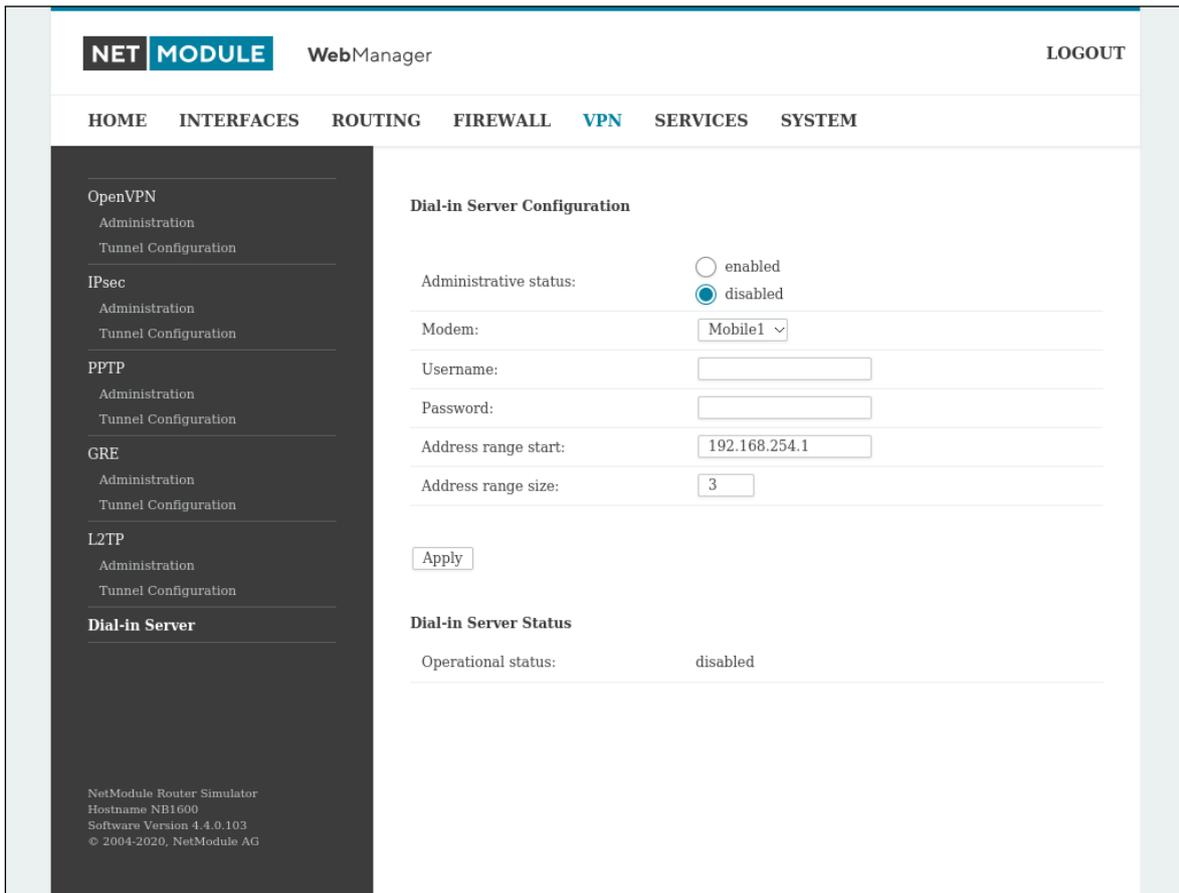 NET MODULE WebManager LOGOUT
HOME INTERFACES ROUTING FIREWALL VPN SERVICES SYSTEM
OpenVPN
Administration
Tunnel Configuration
IPsec
Administration
Tunnel Configuration
PPTP
Administration
Tunnel Configuration
GRE
Administration
Tunnel Configuration
L2TP
Administration
Tunnel Configuration
Dial-in Server
NetModule Router Simulator
Hostname NB1600
Software Version 4.4.0.103
© 2004-2020, NetModule AG
Dial-in Server Configuration
Administrative status:
enabled
disabled
Modem: Mobile1
Username:
Password:
Address range start: 192.168.254.1
Address range size: 3
Apply
Dial-in Server Status
Operational status: disabled